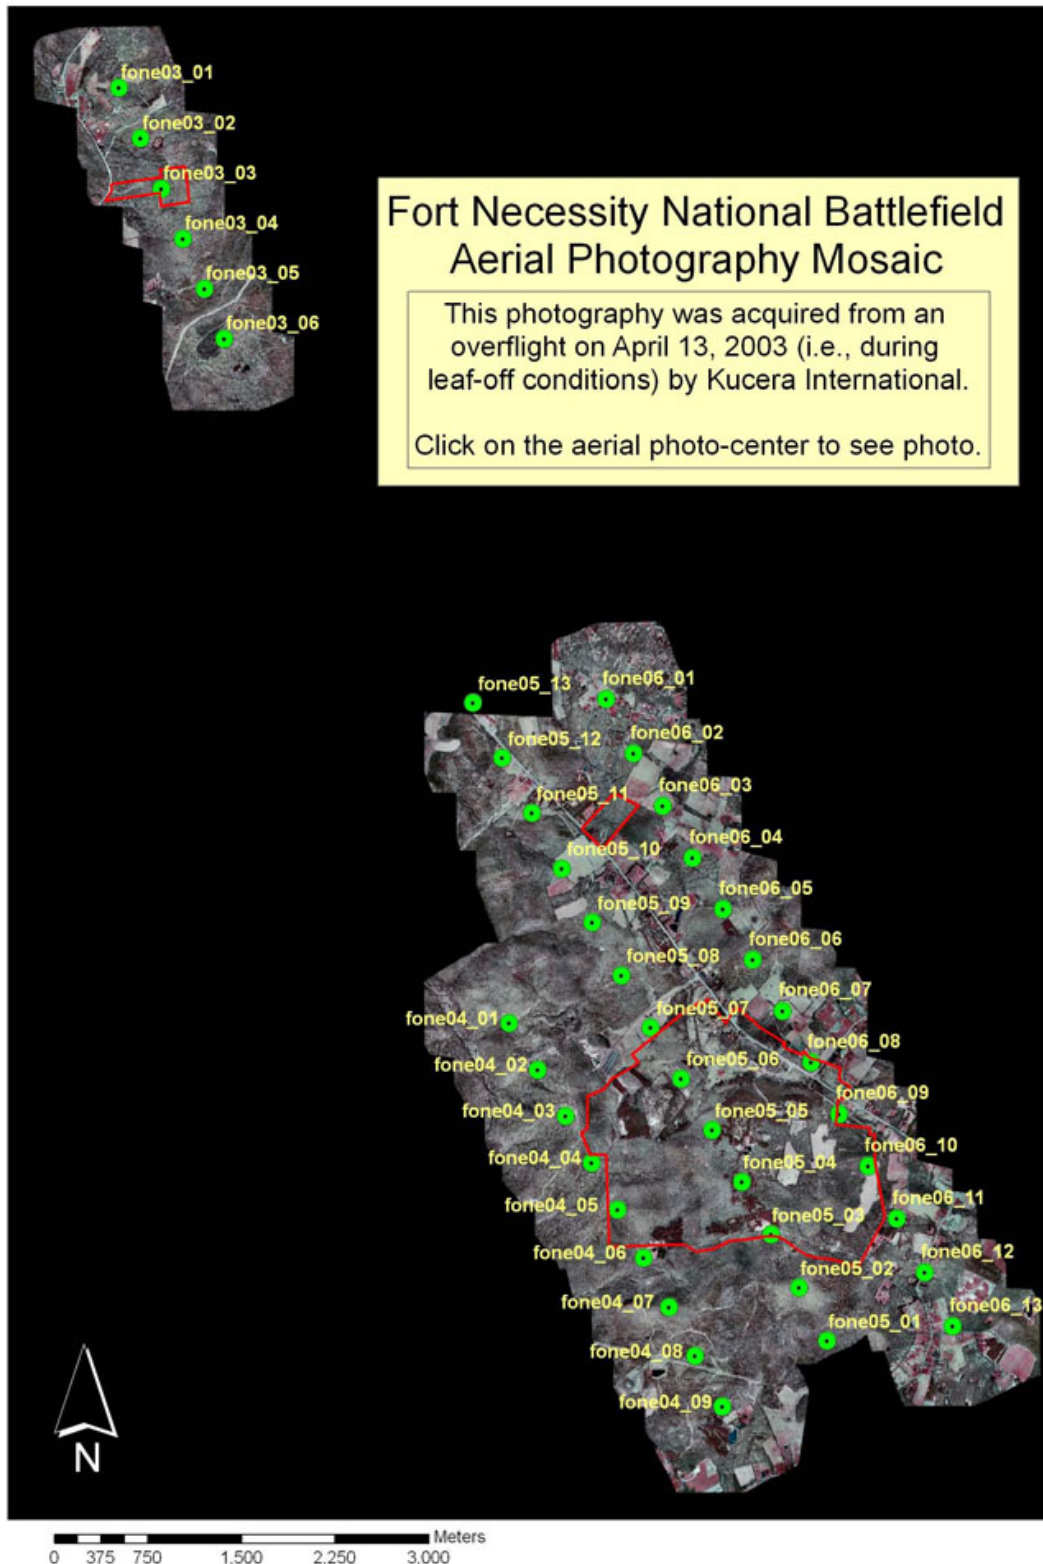 fone03_01
fone03_02
fone03_03
fone03_04
fone03_05
fone03_06
Fort Necessity National Battlefield
Aerial Photography Mosaic
This photography was acquired from an
overflight on April 13, 2003 (i.e., during
leaf-off conditions) by Kucera International.
Click on the aerial photo-center to see photo.
fone05_13
fone06_01
fone05_12
fone06_02
fone05_11
fone06_03
fone05_10
fone06_04
fone05_09
fone06_05
fone05_08
fone06_06
fone04_01
fone05_07
fone06_07
fone04_02
fone05_06
fone06_08
fone04_03
fone05_05
fone06_09
fone04_04
fone05_04
fone06_10
fone04_05
fone05_03
fone06_11
fone04_06
fone05_02
fone06_12
fone04_07
fone05_01
fone06_13
fone04_08
fone04_09
N
Meters
0 375 750 1.500 2.250 3.000